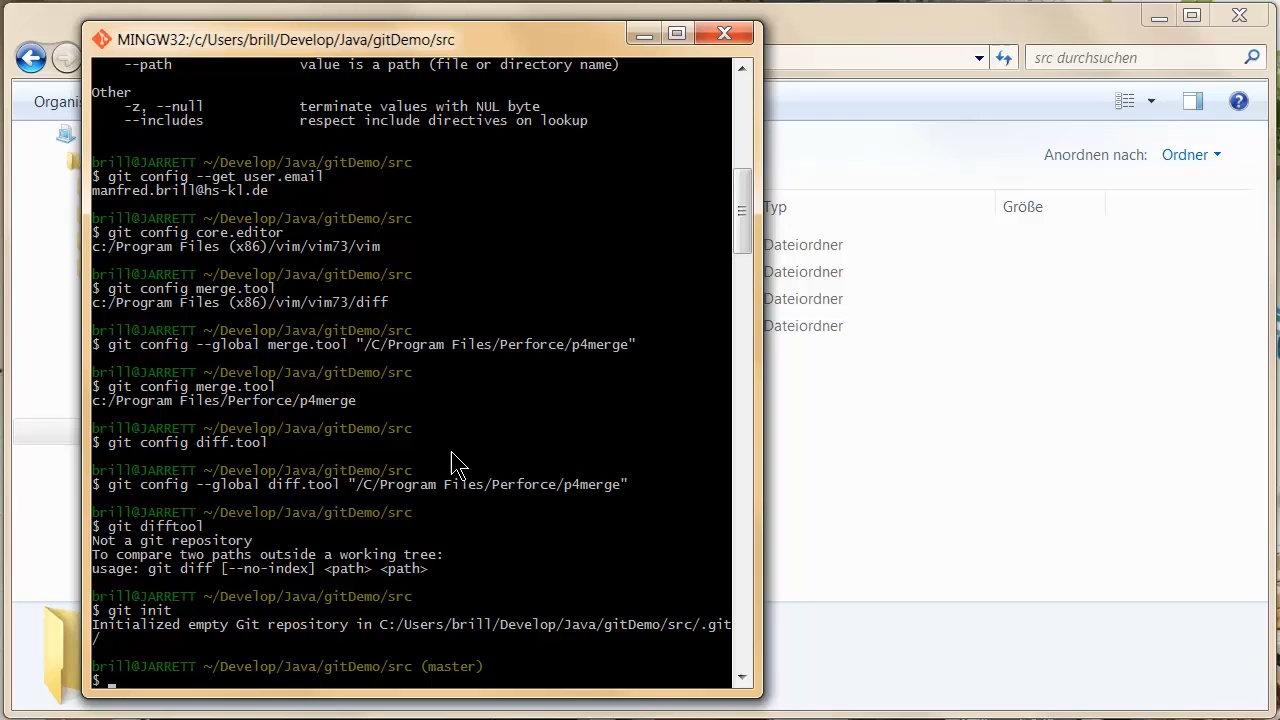 MINGW32:/c/Users/brill/Develop/Java/gitDemo/src
src durchsuchen
Organis
--path value is a path (file or directory name)
Other
-z, --null terminate values with NUL byte
--includes respect include directives on lookup
brill@JARRETT ~/Develop/Java/gitDemo/src
$ git config --get user.email
manfred.brill@hs-kl.de
brill@JARRETT ~/Develop/Java/gitDemo/src
$ git config core.editor
c:/Program Files (x86)/vim/vim73/vim
brill@JARRETT ~/Develop/Java/gitDemo/src
$ git config merge.tool
c:/Program Files (x86)/vim/vim73/diff
brill@JARRETT ~/Develop/Java/gitDemo/src
$ git config --global merge.tool "/C/Program Files/Perforce/p4merge"
brill@JARRETT ~/Develop/Java/gitDemo/src
$ git config merge.tool
c:/Program Files/Perforce/p4merge
brill@JARRETT ~/Develop/Java/gitDemo/src
$ git config diff.tool
brill@JARRETT ~/Develop/Java/gitDemo/src
$ git config --global diff.tool "/C/Program Files/Perforce/p4merge"
brill@JARRETT ~/Develop/Java/gitDemo/src
$ git difftool
Not a git repository
To compare two paths outside a working tree:
usage: git diff [--no-index] <path> <path>
brill@JARRETT ~/Develop/Java/gitDemo/src
$ git init
Initialized empty Git repository in C:/Users/brill/Develop/Java/gitDemo/src/.git
/
brill@JARRETT ~/Develop/Java/gitDemo/src (master)
$
Anordnen nach: Ordner
Typ Größe
Dateiordner
Dateiordner
Dateiordner
Dateiordner